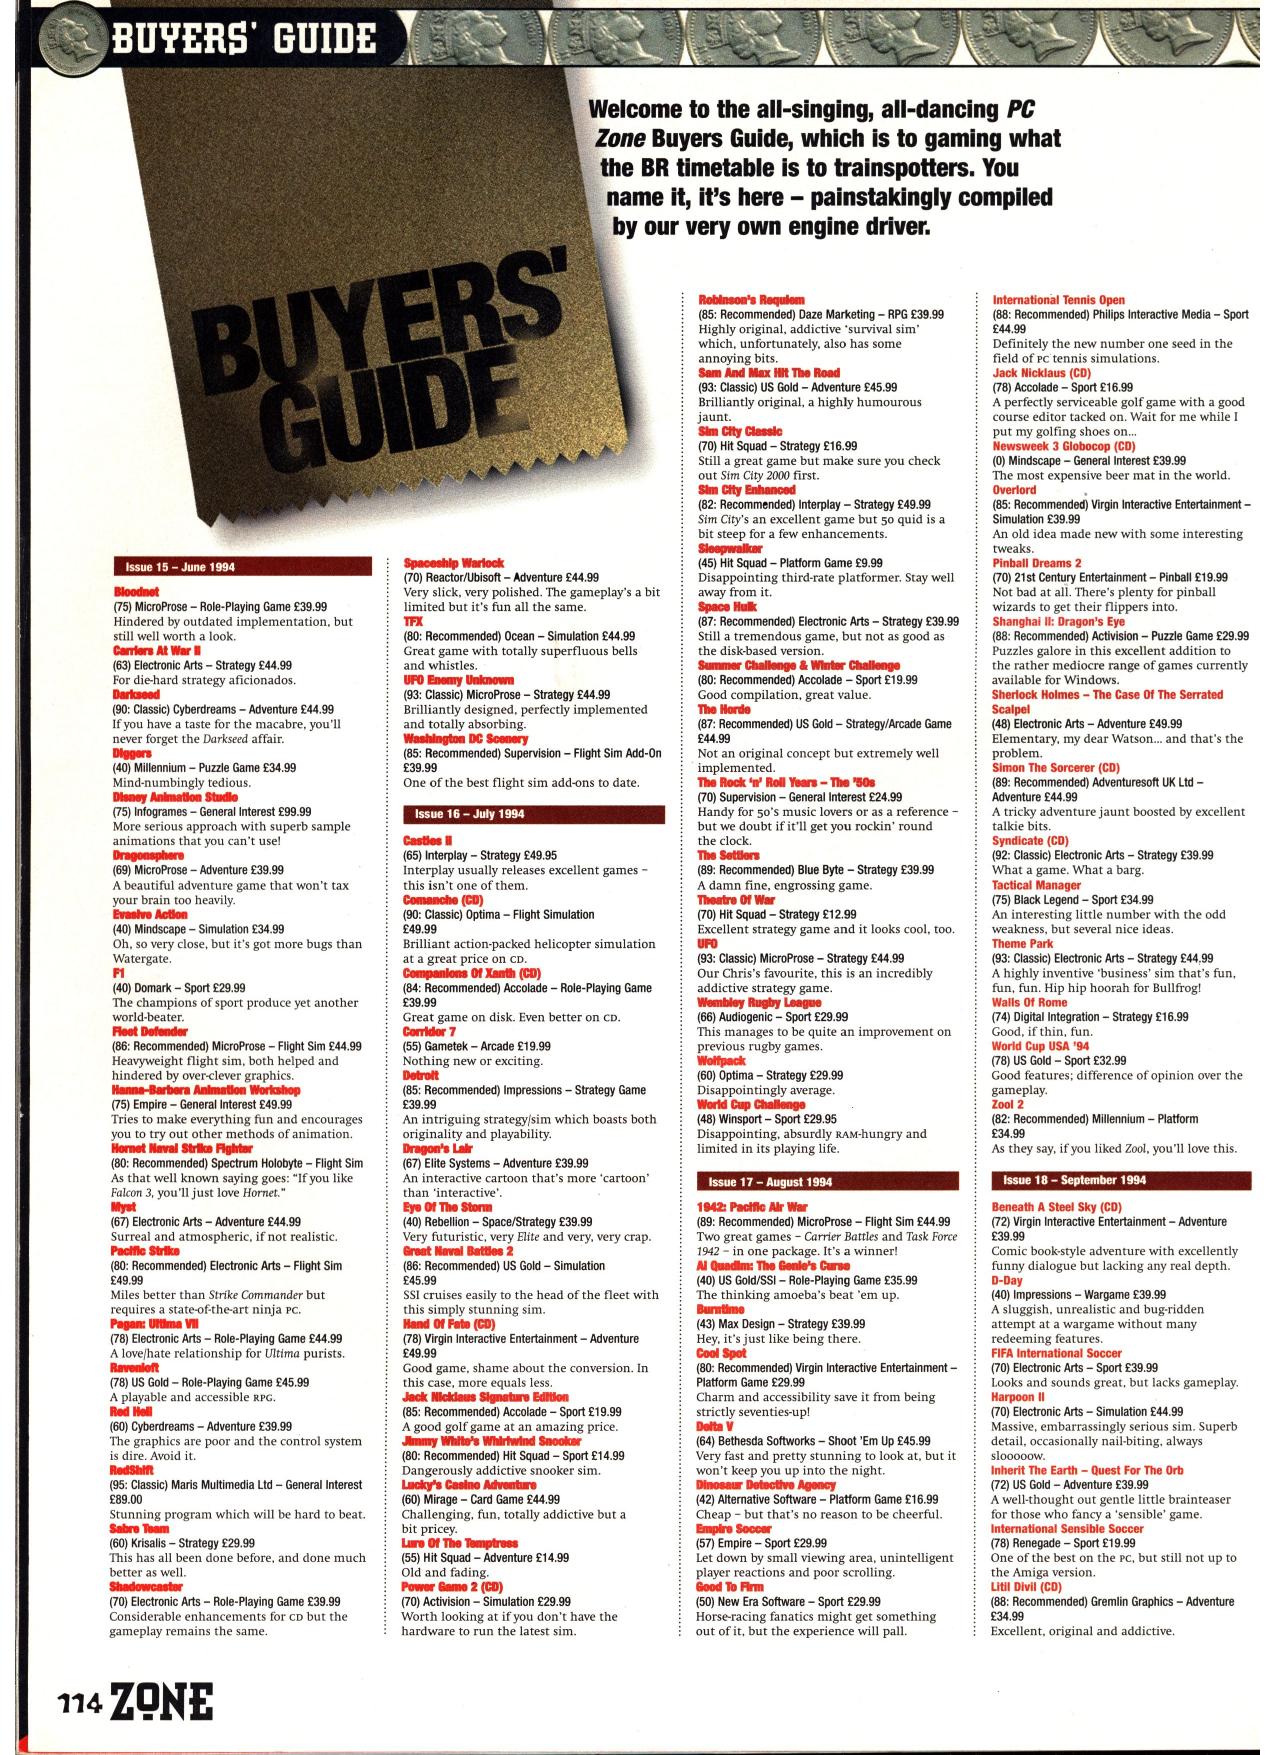 BUYERS' GUIDE
Welcome to the all-singing, all-dancing PC
Zone Buyers Guide, which is to gaming what
the BR timetable is to trainspotters. You
name it, it's here – painstakingly compiled
by our very own engine driver.
BUYERS'
GUIDE
Issue 15 – June 1994
Bloodnet
(75) MicroProse – Role-Playing Game £39.99
Hindered by outdated implementation, but
still well worth a look.
Carriers At War II
(63) Electronic Arts – Strategy £44.99
For die-hard strategy aficionados.
Darkseed
(90: Classic) Cyberdreams – Adventure £44.99
If you have a taste for the macabre, you'll
never forget the Darkseed affair.
Diggers
(40) Millennium – Puzzle Game £34.99
Mind-numbingly tedious.
Disney Animation Studio
(75) Infogrames – General Interest £99.99
More serious approach with superb sample
animations that you can't use!
Dragonsphere
(69) MicroProse – Adventure £39.99
A beautiful adventure game that won't tax
your brain too heavily.
Evasive Action
(40) Mindscape – Simulation £34.99
Oh, so very close, but it's got more bugs than
Watergate.
F1
(40) Domark – Sport £29.99
The champions of sport produce yet another
world-beater.
Fleet Defender
(86: Recommended) MicroProse – Flight Sim £44.99
Heavyweight flight sim, both helped and
hindered by over-clever graphics.
Hanna-Barbera Animation Workshop
(75) Empire – General Interest £49.99
Tries to make everything fun and encourages
you to try out other methods of animation.
Hornet Naval Strike Fighter
(80: Recommended) Spectrum Holobyte – Flight Sim
As that well known saying goes: "If you like
Falcon 3, you'll just love Hornet."
Myst
(67) Electronic Arts – Adventure £44.99
Surreal and atmospheric, if not realistic.
Pacific Strike
(80: Recommended) Electronic Arts – Flight Sim
£49.99
Miles better than Strike Commander but
requires a state-of-the-art ninja PC.
Pagan: Ultima VII
(78) Electronic Arts – Role-Playing Game £44.99
A love/hate relationship for Ultima purists.
Ravenloft
(78) US Gold – Role-Playing Game £45.99
A playable and accessible RPG.
Red Hell
(60) Cyberdreams – Adventure £39.99
The graphics are poor and the control system
is dire. Avoid it.
RedShift
(95: Classic) Maris Multimedia Ltd – General Interest
£89.00
Stunning program which will be hard to beat.
Sabre Team
(60) Krisalis – Strategy £29.99
This has all been done before, and done much
better as well.
Shadowcaster
(70) Electronic Arts – Role-Playing Game £39.99
Considerable enhancements for CD but the
gameplay remains the same.
Spaceship Warlock
(70) Reactor/Ubisoft – Adventure £44.99
Very slick, very polished. The gameplay's a bit
limited but it's fun all the same.
TFX
(80: Recommended) Ocean – Simulation £44.99
Great game with totally superfluous bells
and whistles.
UFO Enemy Unknown
(93: Classic) MicroProse – Strategy £44.99
Brilliantly designed, perfectly implemented
and totally absorbing.
Washington DC Scenery
(85: Recommended) Supervision – Flight Sim Add-On
£39.99
One of the best flight sim add-ons to date.
Issue 16 – July 1994
Castles II
(65) Interplay – Strategy £49.95
Interplay usually releases excellent games –
this isn't one of them.
Comanche (CD)
(90: Classic) Optima – Flight Simulation
£49.99
Brilliant action-packed helicopter simulation
at a great price on CD.
Companions Of Xanth (CD)
(84: Recommended) Accolade – Role-Playing Game
£39.99
Great game on disk. Even better on CD.
Corridor 7
(55) Gametek – Arcade £19.99
Nothing new or exciting.
Detroit
(85: Recommended) Impressions – Strategy Game
£39.99
An intriguing strategy/sim which boasts both
originality and playability.
Dragon's Lair
(67) Elite Systems – Adventure £39.99
An interactive cartoon that's more 'cartoon'
than 'interactive'.
Eye Of The Storm
(40) Rebellion – Space/Strategy £39.99
Very futuristic, very Elite and very, very crap.
Great Naval Battles 2
(86: Recommended) US Gold – Simulation
£45.99
SSI cruises easily to the head of the fleet with
this simply stunning sim.
Hand Of Fate (CD)
(78) Virgin Interactive Entertainment – Adventure
£49.99
Good game, shame about the conversion. In
this case, more equals less.
Jack Nicklaus Signature Edition
(85: Recommended) Accolade – Sport £19.99
A good golf game at an amazing price.
Jimmy White's Whirlwind Snooker
(80: Recommended) Hit Squad – Sport £14.99
Dangerously addictive snooker sim.
Lucky's Casino Adventure
(60) Mirage – Card Game £44.99
Challenging, fun, totally addictive but a
bit pricey.
Lure Of The Temptress
(55) Hit Squad – Adventure £14.99
Old and fading.
Power Game 2 (CD)
(70) Activision – Simulation £29.99
Worth looking at if you don't have the
hardware to run the latest sim.
Robinson's Requiem
(85: Recommended) Daze Marketing – RPG £39.99
Highly original, addictive 'survival sim'
which, unfortunately, also has some
annoying bits.
Sam And Max Hit The Road
(93: Classic) US Gold – Adventure £45.99
Brilliantly original, a highly humourous
jaunt.
Sim City Classic
(70) Hit Squad – Strategy £16.99
Still a great game but make sure you check
out Sim City 2000 first.
Sim City Enhanced
(82: Recommended) Interplay – Strategy £49.99
Sim City's an excellent game but 50 quid is a
bit steep for a few enhancements.
Sleepwalker
(45) Hit Squad – Platform Game £9.99
Disappointing third-rate platformer. Stay well
away from it.
Space Hulk
(87: Recommended) Electronic Arts – Strategy £39.99
Still a tremendous game, but not as good as
the disk-based version.
Summer Challenge & Winter Challenge
(80: Recommended) Accolade – Sport £19.99
Good compilation, great value.
The Horde
(87: Recommended) US Gold – Strategy/Arcade Game
£44.99
Not an original concept but extremely well
implemented.
The Rock 'n' Roll Years – The '50s
(70) Supervision – General Interest £24.99
Handy for 50's music lovers or as a reference –
but we doubt if it'll get you rockin' round
the clock.
The Settlers
(89: Recommended) Blue Byte – Strategy £39.99
A damn fine, engrossing game.
Theatre Of War
(70) Hit Squad – Strategy £12.99
Excellent strategy game and it looks cool, too.
UFO
(93: Classic) MicroProse – Strategy £44.99
Our Chris's favourite, this is an incredibly
addictive strategy game.
Wembley Rugby League
(66) Audiogenic – Sport £29.99
This manages to be quite an improvement on
previous rugby games.
Wolfpack
(60) Optima – Strategy £29.99
Disappointingly average.
World Cup Challenge
(48) Winsport – Sport £29.95
Disappointing, absurdly RAM-hungry and
limited in its playing life.
Issue 17 – August 1994
1942: Pacific Air War
(89: Recommended) MicroProse – Flight Sim £44.99
Two great games – Carrier Battles and Task Force
1942 – in one package. It's a winner!
Al Quadim: The Genie's Curse
(40) US Gold/SSI – Role-Playing Game £35.99
The thinking amoeba's beat 'em up.
Burntime
(43) Max Design – Strategy £39.99
Hey, it's just like being there.
Cool Spot
(80: Recommended) Virgin Interactive Entertainment –
Platform Game £29.99
Charm and accessibility save it from being
strictly seventies-up!
Delta V
(64) Bethesda Softworks – Shoot 'Em Up £45.99
Very fast and pretty stunning to look at, but it
won't keep you up into the night.
Dinosaur Detective Agency
(42) Alternative Software – Platform Game £16.99
Cheap – but that's no reason to be cheerful.
Empire Soccer
(57) Empire – Sport £29.99
Let down by small viewing area, unintelligent
player reactions and poor scrolling.
Good To Firm
(50) New Era Software – Sport £29.99
Horse-racing fanatics might get something
out of it, but the experience will pall.
International Tennis Open
(88: Recommended) Philips Interactive Media – Sport
£44.99
Definitely the new number one seed in the
field of PC tennis simulations.
Jack Nicklaus (CD)
(78) Accolade – Sport £16.99
A perfectly serviceable golf game with a good
course editor tacked on. Wait for me while I
put my golfing shoes on...
Newsweek 3 Globocop (CD)
(0) Mindscape – General Interest £39.99
The most expensive beer mat in the world.
Overlord
(85: Recommended) Virgin Interactive Entertainment –
Simulation £39.99
An old idea made new with some interesting
tweaks.
Pinball Dreams 2
(70) 21st Century Entertainment – Pinball £19.99
Not bad at all. There's plenty for pinball
wizards to get their flippers into.
Shanghai II: Dragon's Eye
(88: Recommended) Activision – Puzzle Game £29.99
Puzzles galore in this excellent addition to
the rather mediocre range of games currently
available for Windows.
Sherlock Holmes – The Case Of The Serrated
Scalpel
(48) Electronic Arts – Adventure £49.99
Elementary, my dear Watson... and that's the
problem.
Simon The Sorcerer (CD)
(89: Recommended) Adventuresoft UK Ltd –
Adventure £44.99
A tricky adventure jaunt boosted by excellent
talkie bits.
Syndicate (CD)
(92: Classic) Electronic Arts – Strategy £39.99
What a game. What a barg.
Tactical Manager
(75) Black Legend – Sport £34.99
An interesting little number with the odd
weakness, but several nice ideas.
Theme Park
(93: Classic) Electronic Arts – Strategy £44.99
A highly inventive 'business' sim that's fun,
fun, fun. Hip hip hoorah for Bullfrog!
Walls Of Rome
(74) Digital Integration – Strategy £16.99
Good, if thin, fun.
World Cup USA '94
(78) US Gold – Sport £32.99
Good features; difference of opinion over the
gameplay.
Zool 2
(82: Recommended) Millennium – Platform
£34.99
As they say, if you liked Zool, you'll love this.
Issue 18 – September 1994
Beneath A Steel Sky (CD)
(72) Virgin Interactive Entertainment – Adventure
£39.99
Comic book-style adventure with excellently
funny dialogue but lacking any real depth.
D-Day
(40) Impressions – Wargame £39.99
A sluggish, unrealistic and bug-ridden
attempt at a wargame without many
redeeming features.
FIFA International Soccer
(70) Electronic Arts – Sport £39.99
Looks and sounds great, but lacks gameplay.
Harpoon II
(70) Electronic Arts – Simulation £44.99
Massive, embarrassingly serious sim. Superb
detail, occasionally nail-biting, always
slooooow.
Inherit The Earth – Quest For The Orb
(72) US Gold – Adventure £39.99
A well-thought out gentle little brainteaser
for those who fancy a 'sensible' game.
International Sensible Soccer
(78) Renegade – Sport £19.99
One of the best on the PC, but still not up to
the Amiga version.
Litil Divil (CD)
(88: Recommended) Gremlin Graphics – Adventure
£34.99
Excellent, original and addictive.
114 ZONE